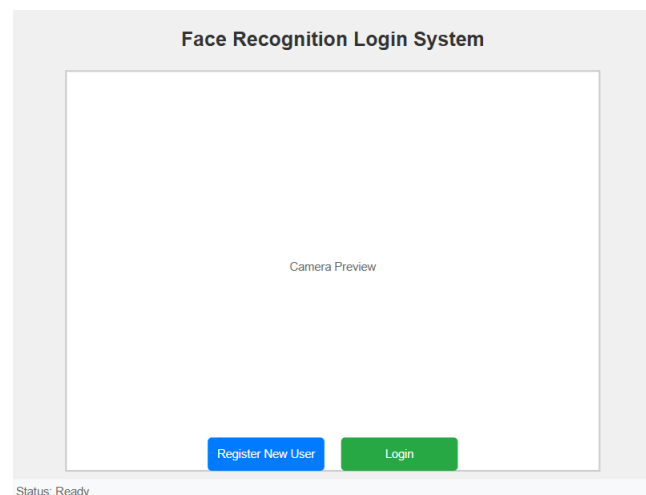 Face Recognition Login System
Camera Preview
Register New User
Login
Status: Ready